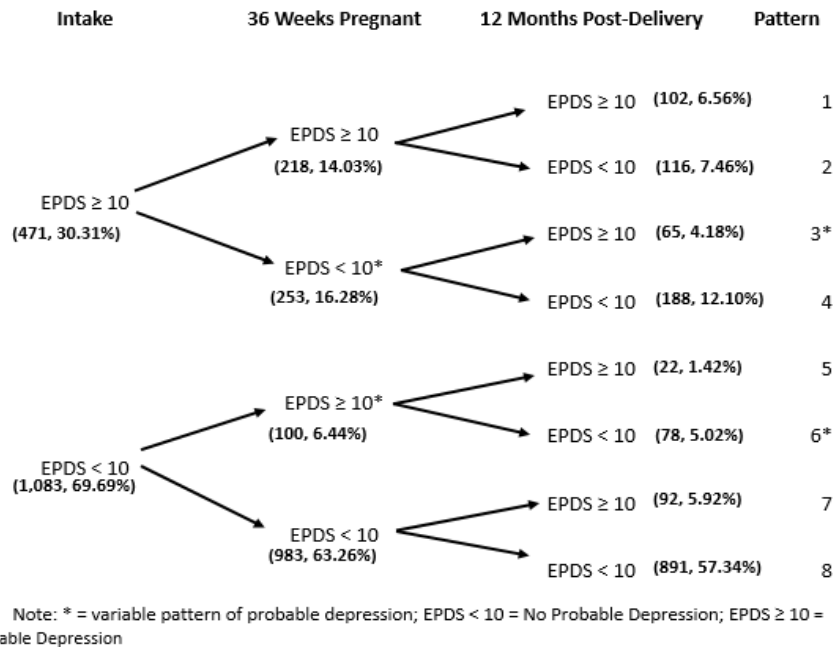 Intake 36 Weeks Pregnant 12 Months Post-Delivery Pattern
EPDS ≥ 10 (102, 6.56%) 1
EPDS ≥ 10
(218, 14.03%)
EPDS < 10 (116, 7.46%) 2
EPDS ≥ 10
(471, 30.31%)
EPDS ≥ 10 (65, 4.18%) 3*
EPDS < 10*
(253, 16.28%)
EPDS < 10 (188, 12.10%) 4
EPDS ≥ 10 (22, 1.42%) 5
EPDS ≥ 10*
(100, 6.44%)
EPDS < 10 (78, 5.02%) 6*
EPDS < 10
(1,083, 69.69%)
EPDS ≥ 10 (92, 5.92%) 7
EPDS < 10
(983, 63.26%)
EPDS < 10 (891, 57.34%) 8
Note: * = variable pattern of probable depression; EPDS < 10 = No Probable Depression; EPDS ≥ 10 =
able Depression